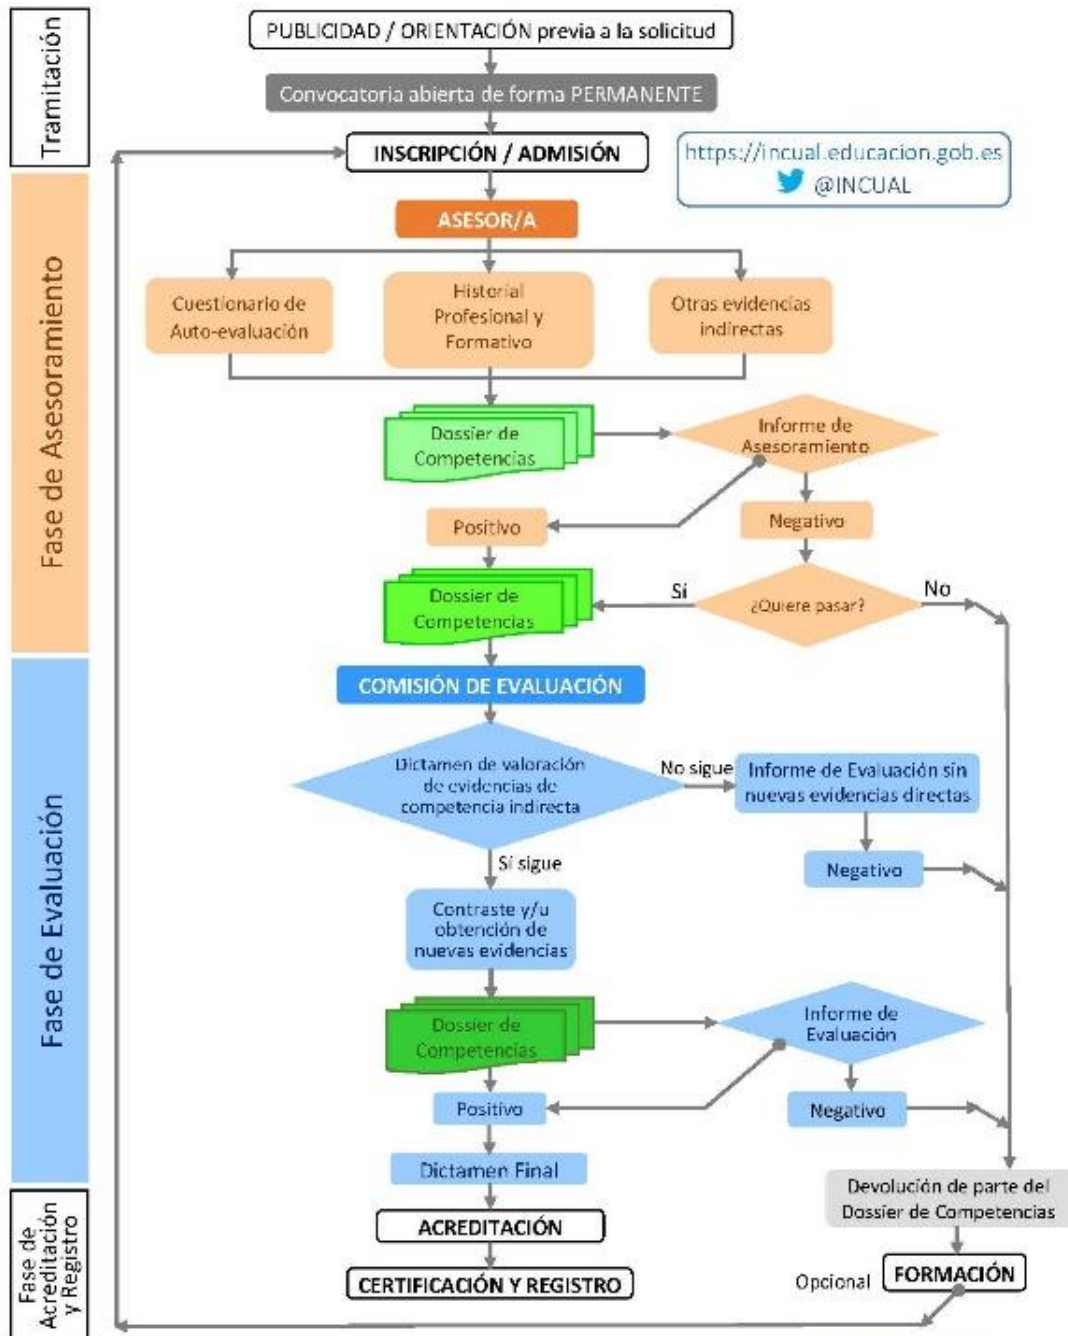 Tramitación
PUBLICIDAD / ORIENTACIÓN previa a la solicitud
Convocatoria abierta de forma PERMANENTE
INSCRIPCIÓN / ADMISIÓN
https://incual.educacion.gob.es
@INCUAL
Fase de Asesoramiento
ASESOR/A
Cuestionario de
Auto-evaluación
Historial
Profesional y
Formativo
Otras evidencias
indirectas
Dossier de
Competencias
Informe de
Asesoramiento
Positivo
Negativo
Dossier de
Competencias
Sí
¿Quiere pasar?
No
Fase de Evaluación
COMISIÓN DE EVALUACIÓN
Dictamen de valoración
de evidencias de
competencia indirecta
No sigue
Informe de Evaluación sin
nuevas evidencias directas
Negativo
Sí sigue
Contraste y/u
obtención de
nuevas evidencias
Dossier de
Competencias
Informe de
Evaluación
Positivo
Negativo
Dictamen Final
Fase de
Acreditación
y Registro
ACREDITACIÓN
CERTIFICACIÓN Y REGISTRO
Devolución de parte del
Dossier de Competencias
Opcional
FORMACIÓN